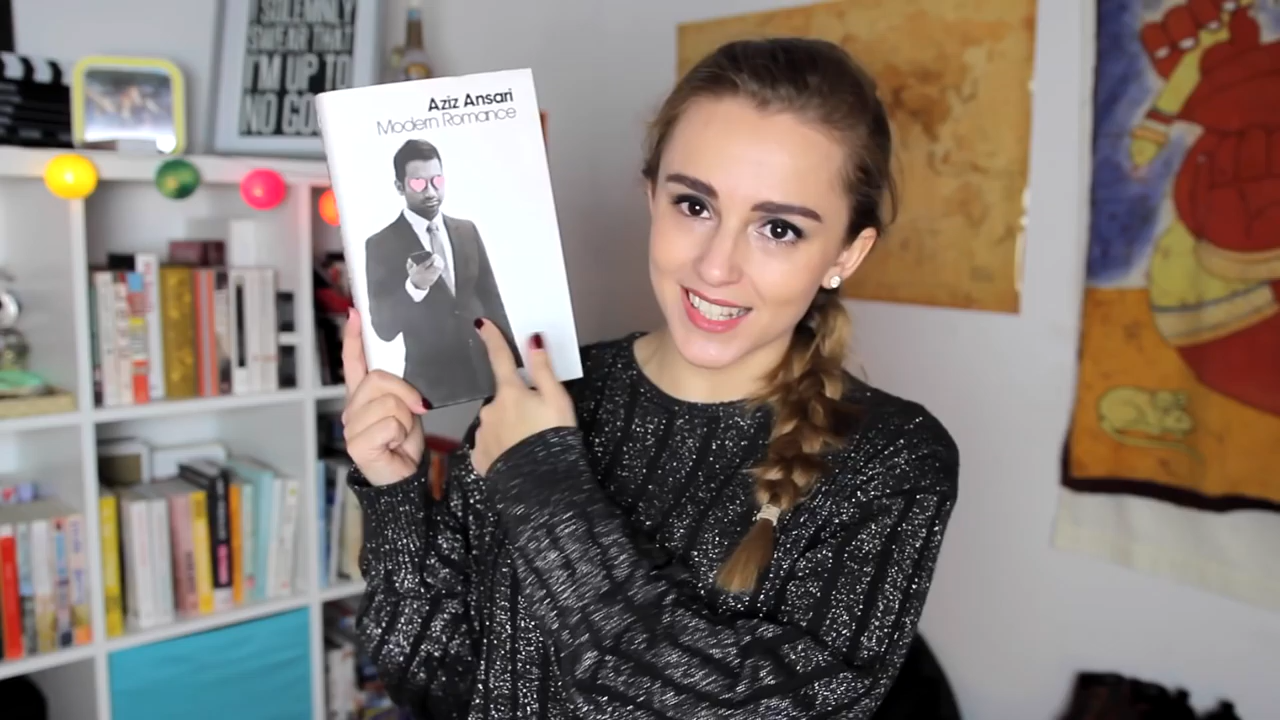 I SOLEMNLY
SWEAR THAT
I'M UP TO
NO GO
Aziz Ansari
Modern Romance